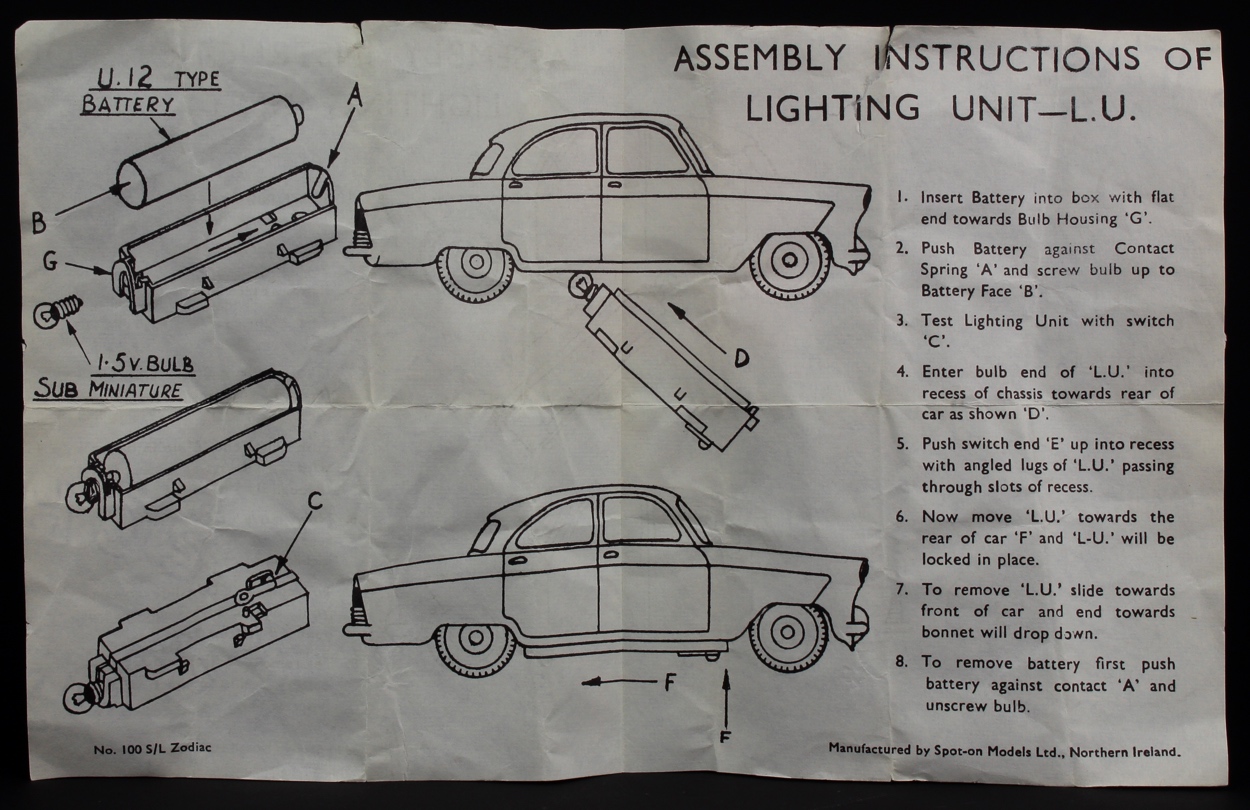 ASSEMBLY INSTRUCTIONS OF
LIGHTING UNIT—L.U.
U.12 TYPE
BATTERY
A
B
G
1·5V. BULB
SUB MINIATURE
D
C
F
F
1. Insert Battery into box with flat
end towards Bulb Housing ‘G’.
2. Push Battery against Contact
Spring ‘A’ and screw bulb up to
Battery Face ‘B’.
3. Test Lighting Unit with switch
‘C’.
4. Enter bulb end of ‘L.U.’ into
recess of chassis towards rear of
car as shown ‘D’.
5. Push switch end ‘E’ up into recess
with angled lugs of ‘L.U.’ passing
through slots of recess.
6. Now move ‘L.U.’ towards the
rear of car ‘F’ and ‘L-U.’ will be
locked in place.
7. To remove ‘L.U.’ slide towards
front of car and end towards
bonnet will drop down.
8. To remove battery first push
battery against contact ‘A’ and
unscrew bulb.
No. 100 S/L Zodiac
Manufactured by Spot-on Models Ltd., Northern Ireland.